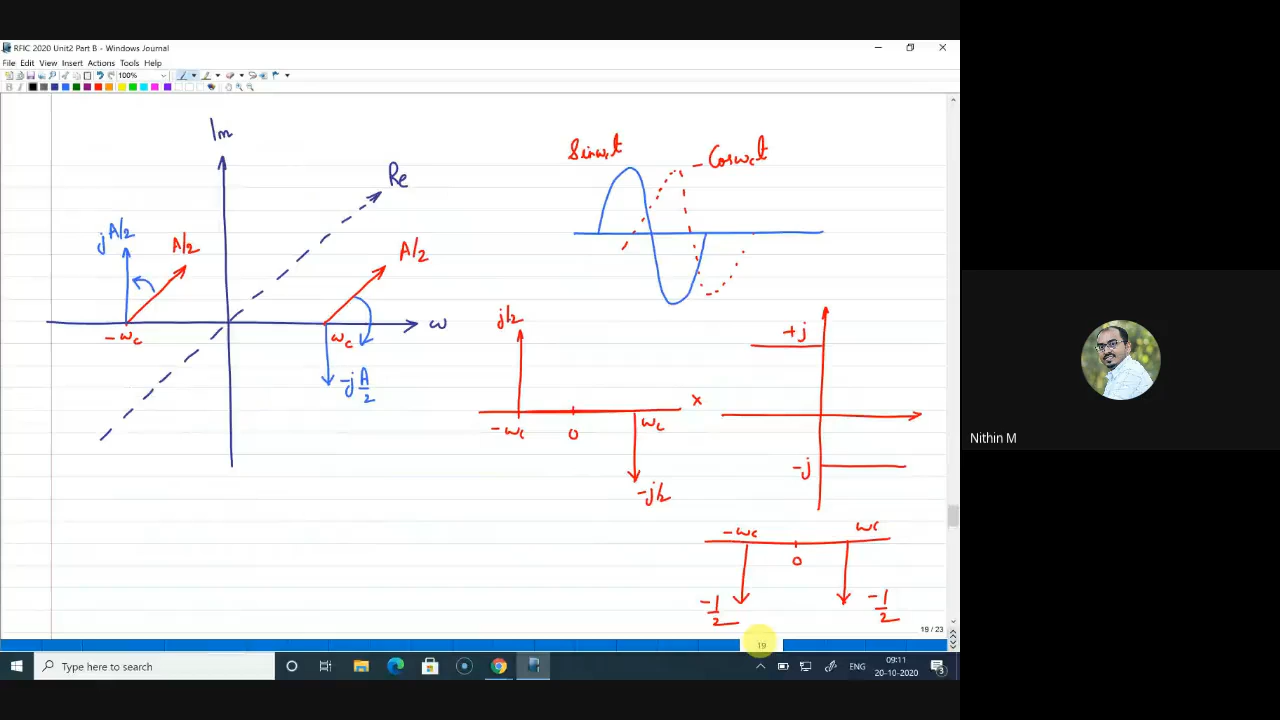 RFIC 2020 Unit2 Part B - Windows Journal
File Edit View Insert Actions Tools Help
100%
B I
Im
Re
jA/2
A/2
A/2
-ωc
ωc
ω
-j A/2
Sinωct
-Cosωct
j/2
-ωc
0
ωc
-j/2
x
+j
-j
-ωc
0
ωc
-1/2
-1/2
19 / 23
19
Type here to search
ENG
09:11
20-10-2020
3
Nithin M